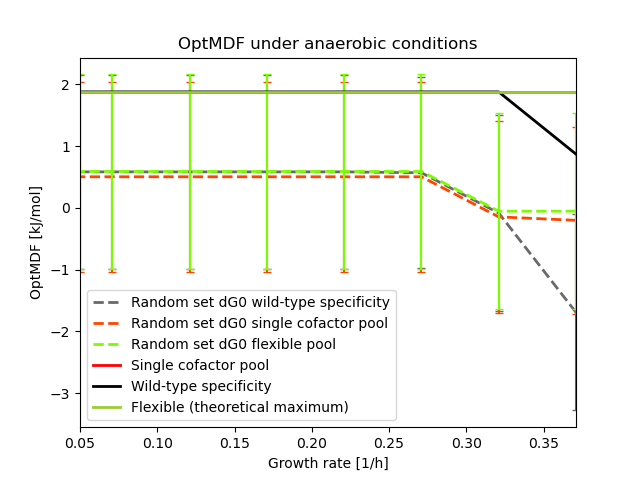 OptMDF under anaerobic conditions
OptMDF [kJ/mol]
2
1
0
−1
−2
−3
Random set dG0 wild-type specificity
Random set dG0 single cofactor pool
Random set dG0 flexible pool
Single cofactor pool
Wild-type specificity
Flexible (theoretical maximum)
0.05 0.10 0.15 0.20 0.25 0.30 0.35
Growth rate [1/h]